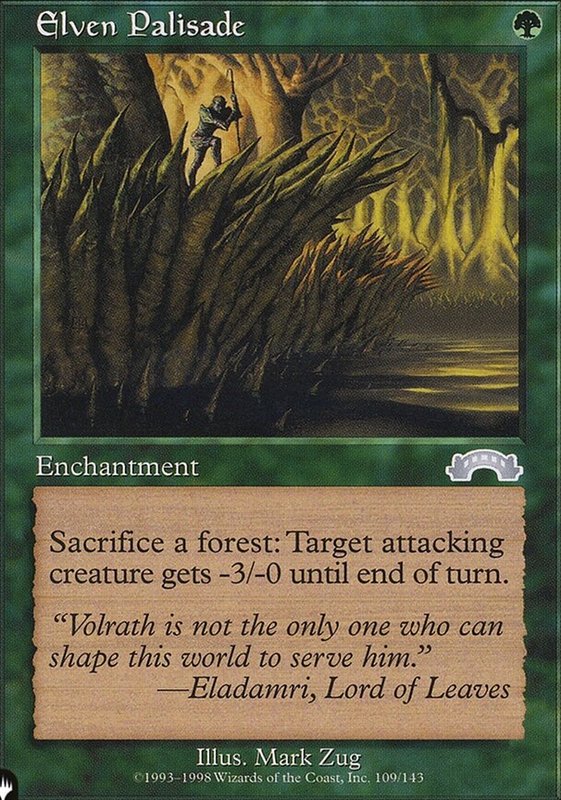 Elven Palisade
Enchantment
Sacrifice a forest: Target attacking
creature gets -3/-0 until end of turn.
“Volrath is not the only one who can
shape this world to serve him.”
—Eladamri, Lord of Leaves
Illus. Mark Zug
©1993–1998 Wizards of the Coast, Inc. 109/143